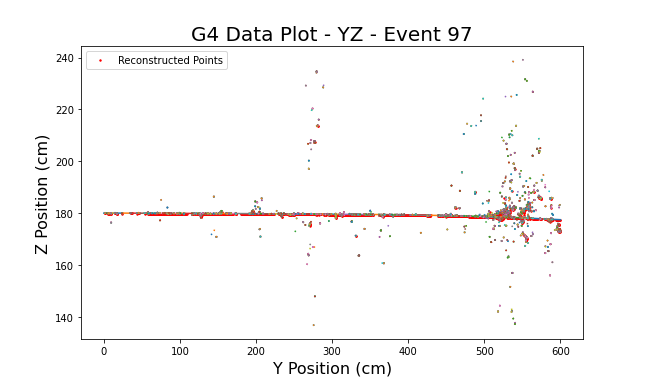 G4 Data Plot - YZ - Event 97
Reconstructed Points
Z Position (cm)
240
220
200
180
160
140
0 100 200 300 400 500 600
Y Position (cm)